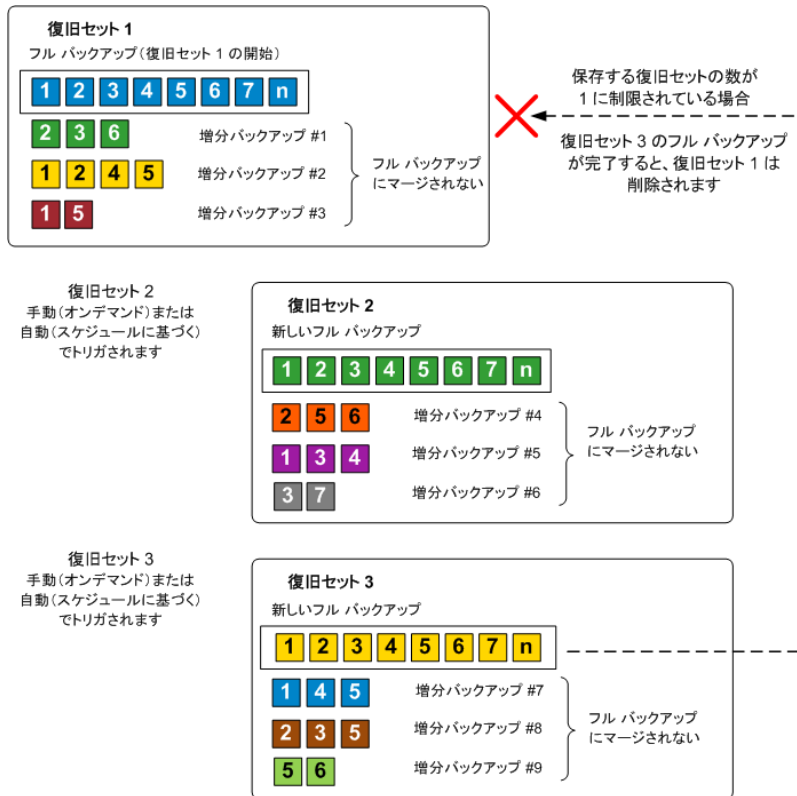 復旧セット 1
フル バックアップ(復旧セット 1 の開始)
1 2 3 4 5 6 7 n
2 3 6
増分バックアップ #1
1 2 4 5
増分バックアップ #2
1 5
増分バックアップ #3
フル バックアップ
にマージされない
保存する復旧セットの数が
1 に制限されている場合
復旧セット 3 のフル バックアップ
が完了すると、復旧セット 1 は
削除されます
復旧セット 2
手動(オンデマンド)または
自動(スケジュールに基づく)
でトリガされます
復旧セット 2
新しいフル バックアップ
1 2 3 4 5 6 7 n
2 5 6
増分バックアップ #4
1 3 4
増分バックアップ #5
3 7
増分バックアップ #6
フル バックアップ
にマージされない
復旧セット 3
手動(オンデマンド)または
自動(スケジュールに基づく)
でトリガされます
復旧セット 3
新しいフル バックアップ
1 2 3 4 5 6 7 n
1 4 5
増分バックアップ #7
2 3 5
増分バックアップ #8
5 6
増分バックアップ #9
フル バックアップ
にマージされない